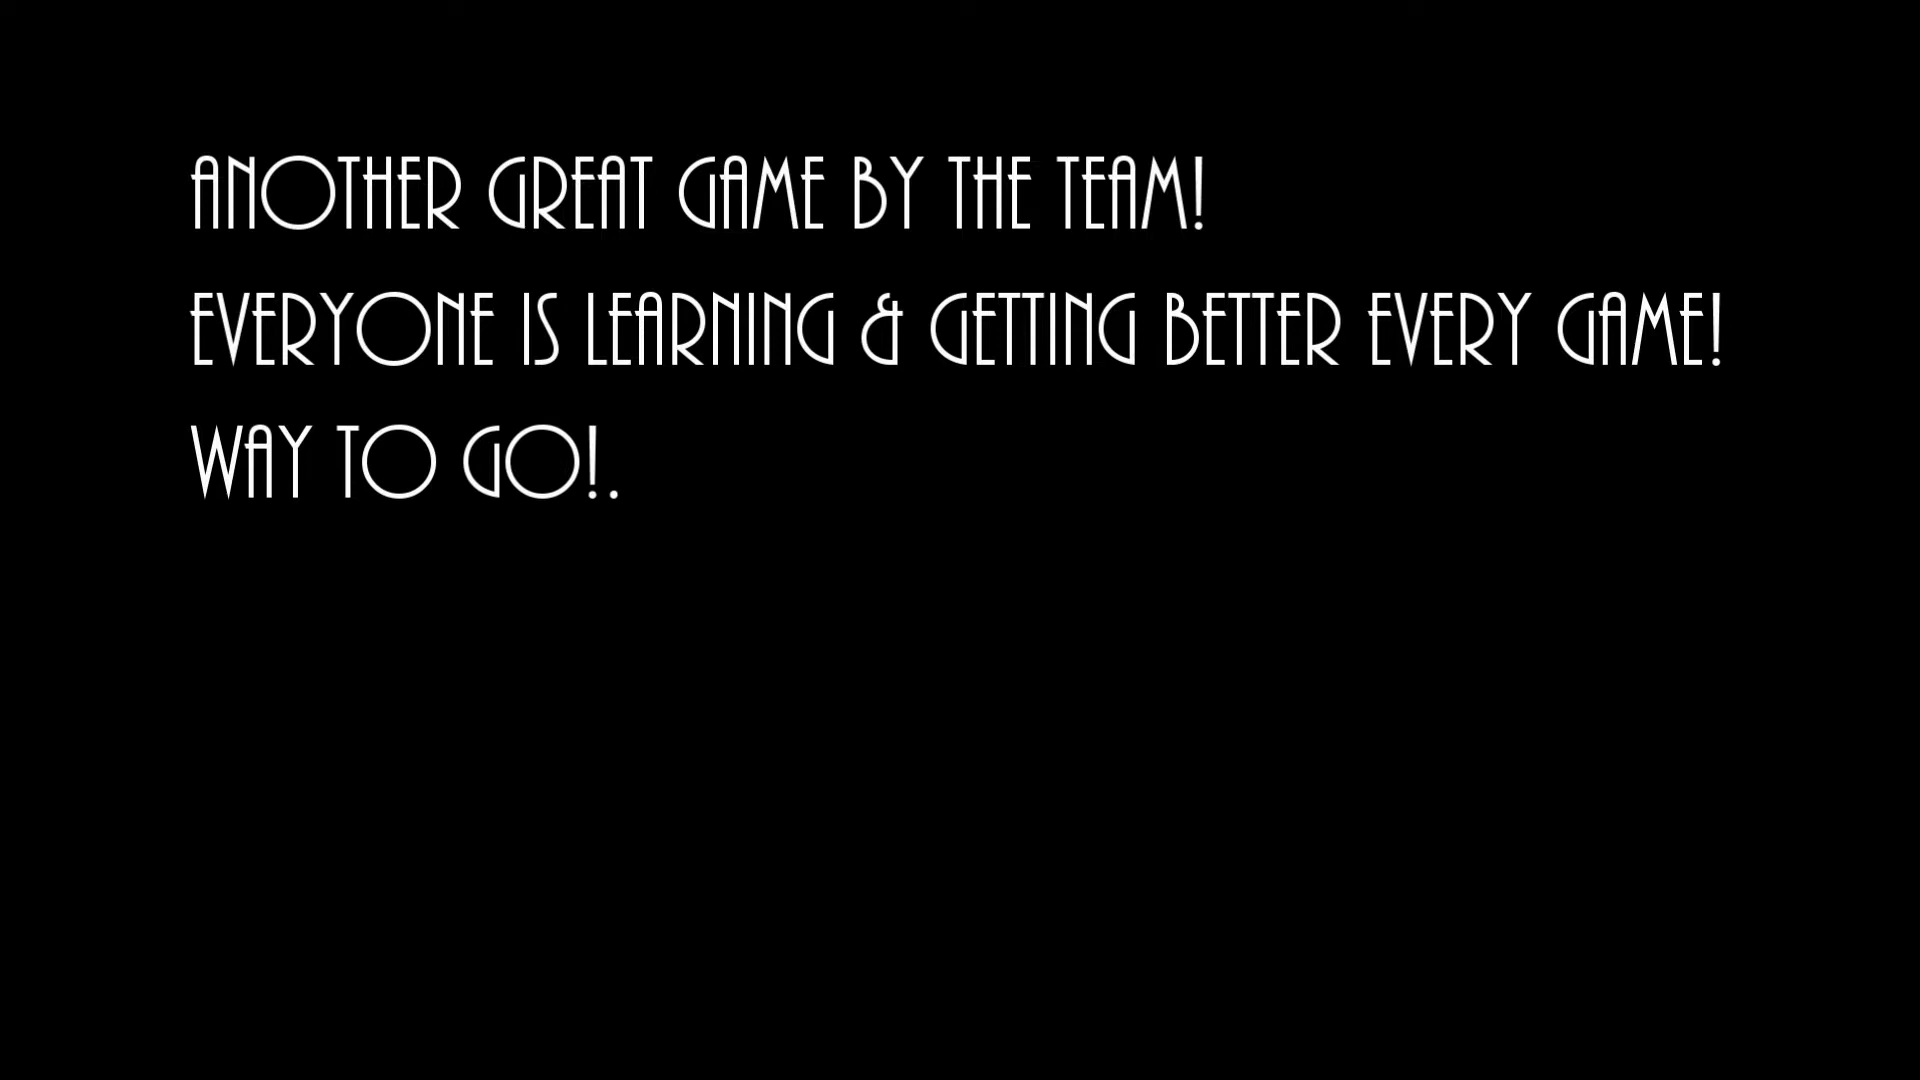 ANOTHER GREAT GAME BY THE TEAM!
EVERYONE IS LEARNING & GETTING BETTER EVERY GAME!
WAY TO GO!.